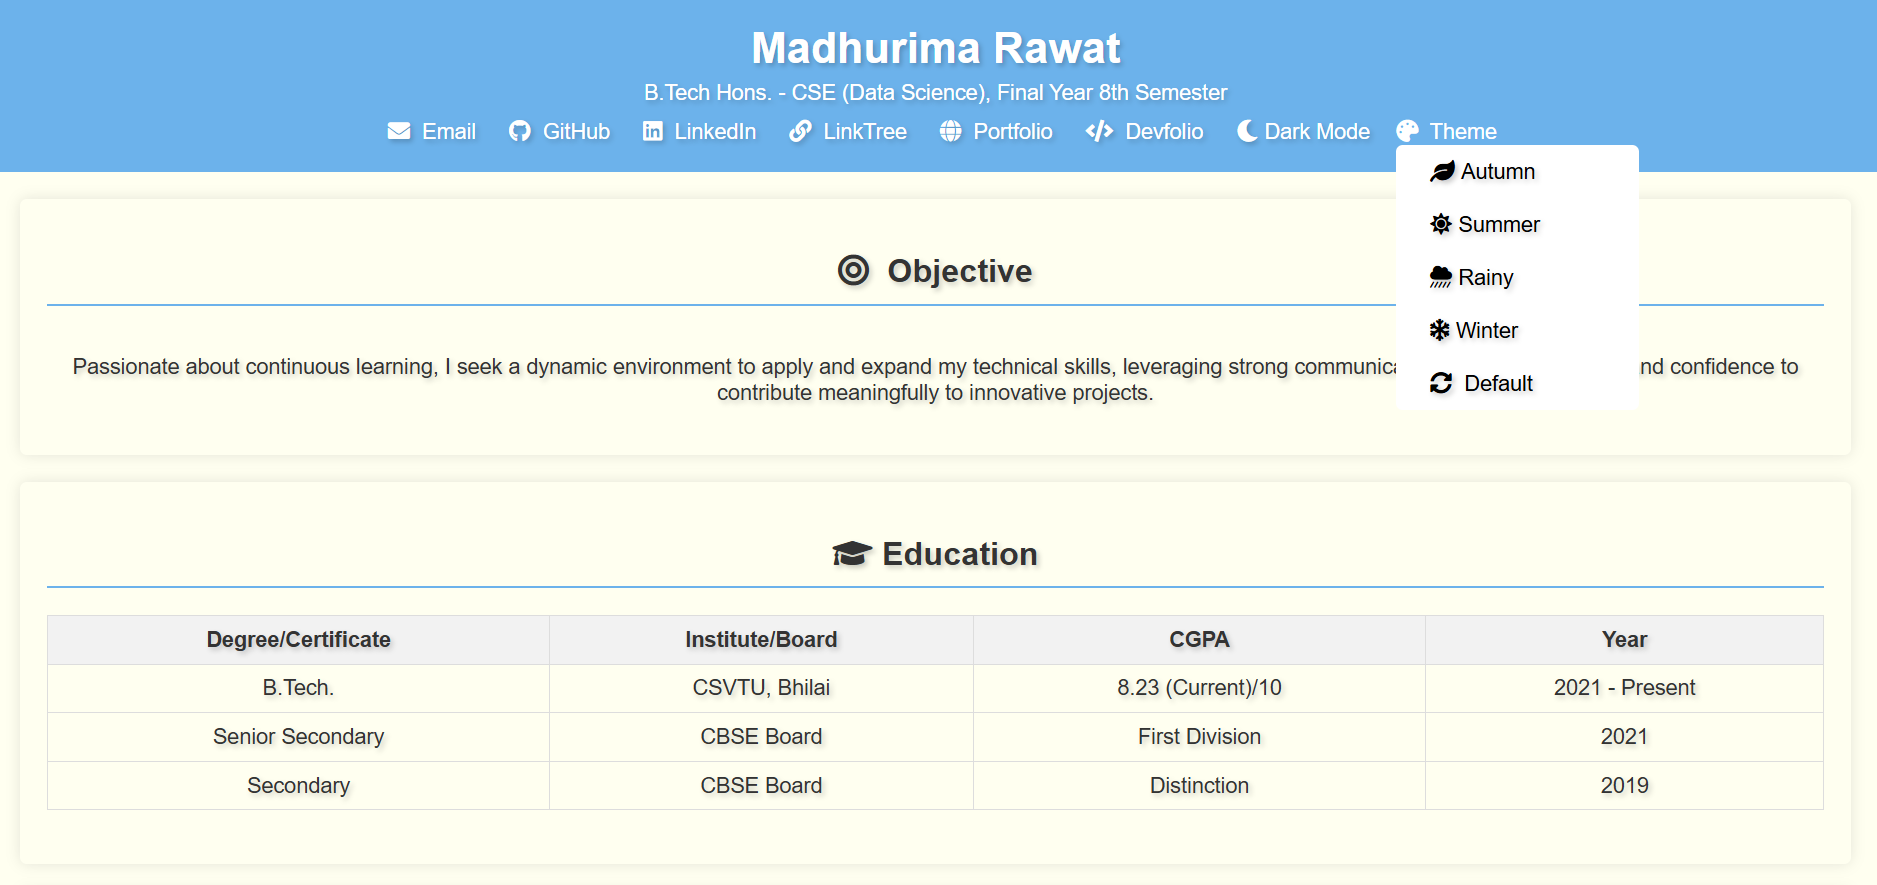 Madhurima Rawat
B.Tech Hons. - CSE (Data Science), Final Year 8th Semester
Email GitHub LinkedIn LinkTree Portfolio Devfolio Dark Mode Theme
Autumn
Summer
Rainy
Winter
Default
Objective
Passionate about continuous learning, I seek a dynamic environment to apply and expand my technical skills, leveraging strong confidence to
contribute meaningfully to innovative projects.
Education
Degree/Certificate Institute/Board CGPA Year
B.Tech. CSVTU, Bhilai 8.23 (Current)/10 2021 - Present
Senior Secondary CBSE Board First Division 2021
Secondary CBSE Board Distinction 2019